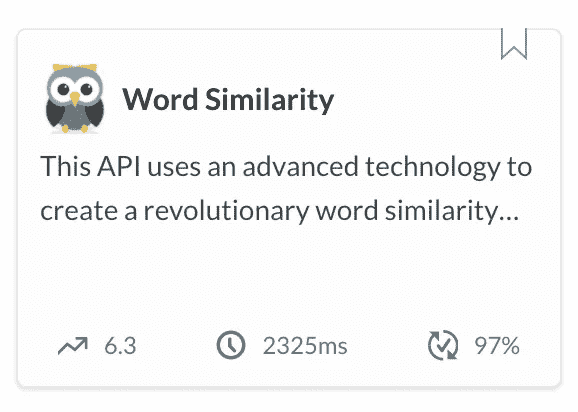 Word Similarity
This API uses an advanced technology to
create a revolutionary word similarity...
6.3 2325ms 97%